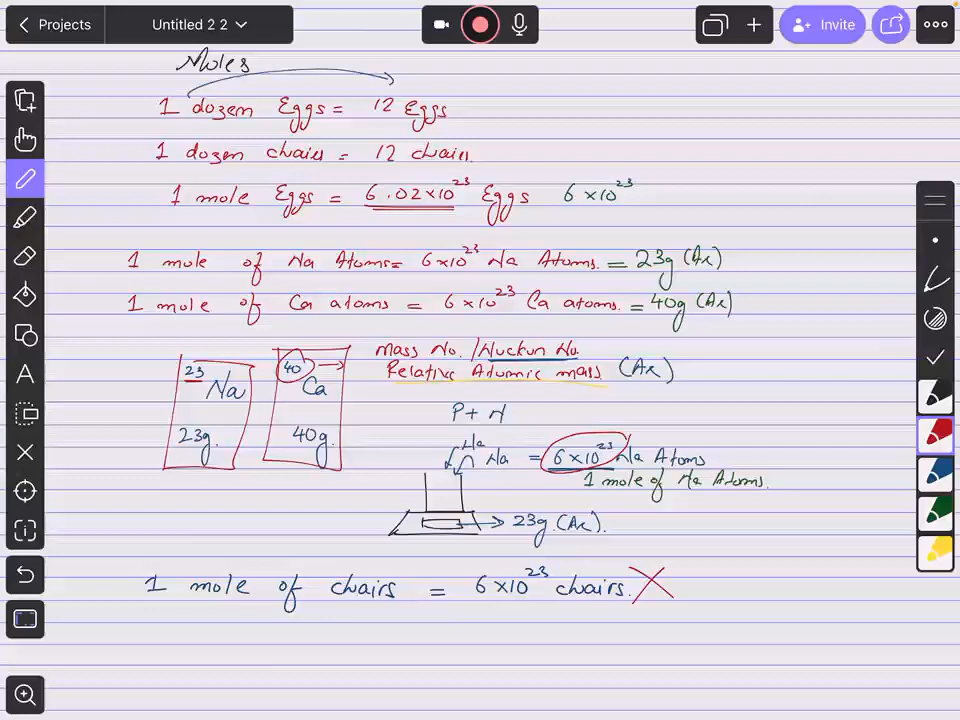 Projects Untitled 2 2 Invite
Moles
1 dozen Eggs = 12 Eggs
1 dozen chairs = 12 chairs.
1 mole Eggs = 6.02×10²³ Eggs 6×10²³
1 mole of Na Atoms = 6×10²³ Na Atoms. = 23g (Ar)
1 mole of Ca atoms = 6×10²³ Ca atoms. = 40g (Ar)
Mass No. / Nucleon No.
Relative Atomic mass (Ar)
23 Na
40 Ca
23g.
40g.
P + N
Na
Na = 6×10²³ Na Atoms
1 mole of Na Atoms.
23g (Ar).
1 mole of chairs = 6×10²³ chairs.